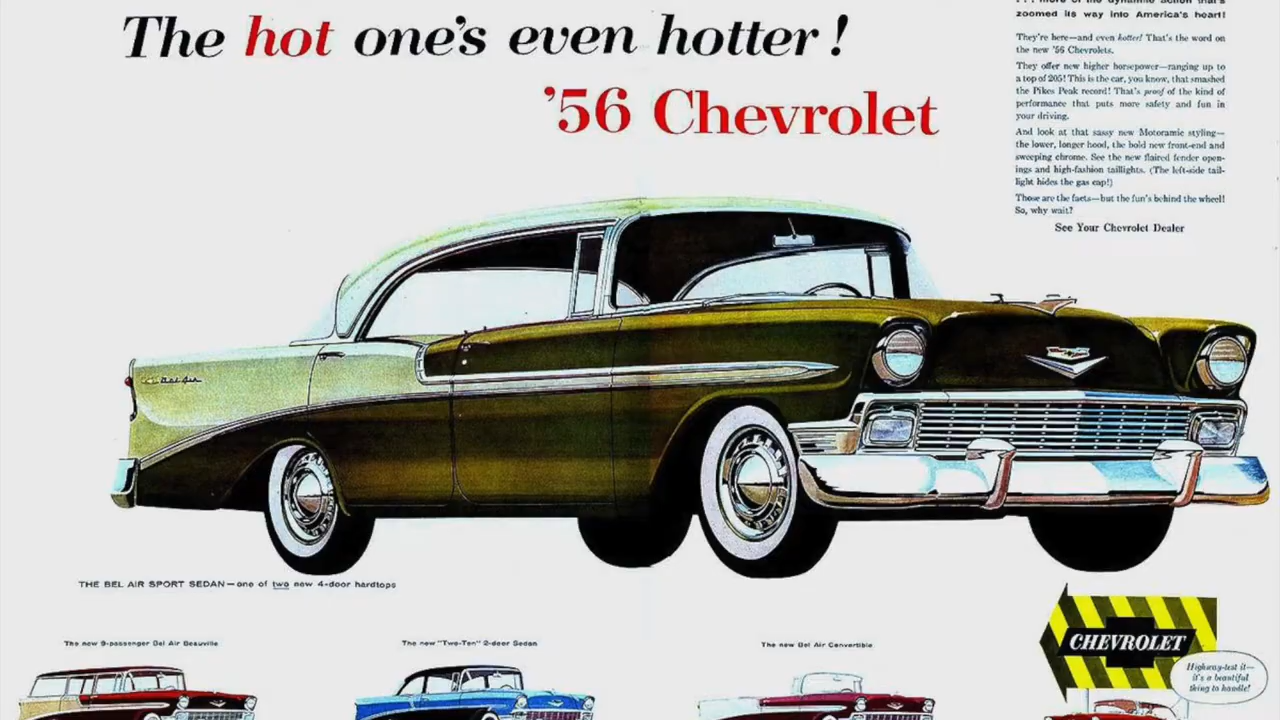 The hot one's even hotter!
'56 Chevrolet
... more of the dynamic action that's
zoomed its way into America's heart!
They're here—and even hotter! That's the word on
the new '56 Chevrolets.
They offer new higher horsepower—ranging up to
a top of 205! This is the car, you know, that smashed
the Pikes Peak record! That's proof of the kind of
performance that puts more safety and fun in
your driving.
And look at that sassy new Motoramic styling—
the lower, longer hood, the bold new front-end and
sweeping chrome. See the new flaired fender open-
ings and high-fashion taillights. (The left-side tail-
light hides the gas cap!)
Those are the facts—but the fun's behind the wheel!
So, why wait?
See Your Chevrolet Dealer
Bel Air
THE BEL AIR SPORT SEDAN—one of two new 4-door hardtops
The new 9-passenger Bel Air Beauville
The new "Two-Ten" 2-door Sedan
The new Bel Air Convertible
CHEVROLET
Highway-test it—
it's a beautiful
thing to handle!